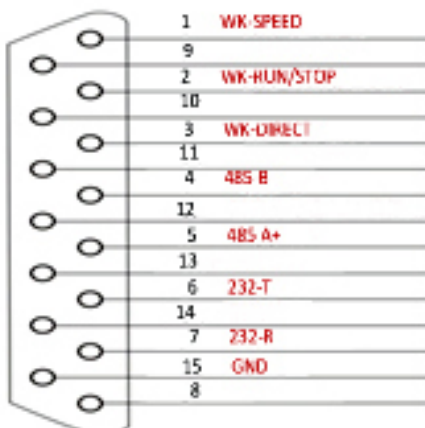 1 WK-SPEED
9
2 WK-RUN/STOP
10
3 WK-DIRECT
11
4 485 B
12
5 485 A+
13
6 232-T
14
7 232-R
15 GND
8